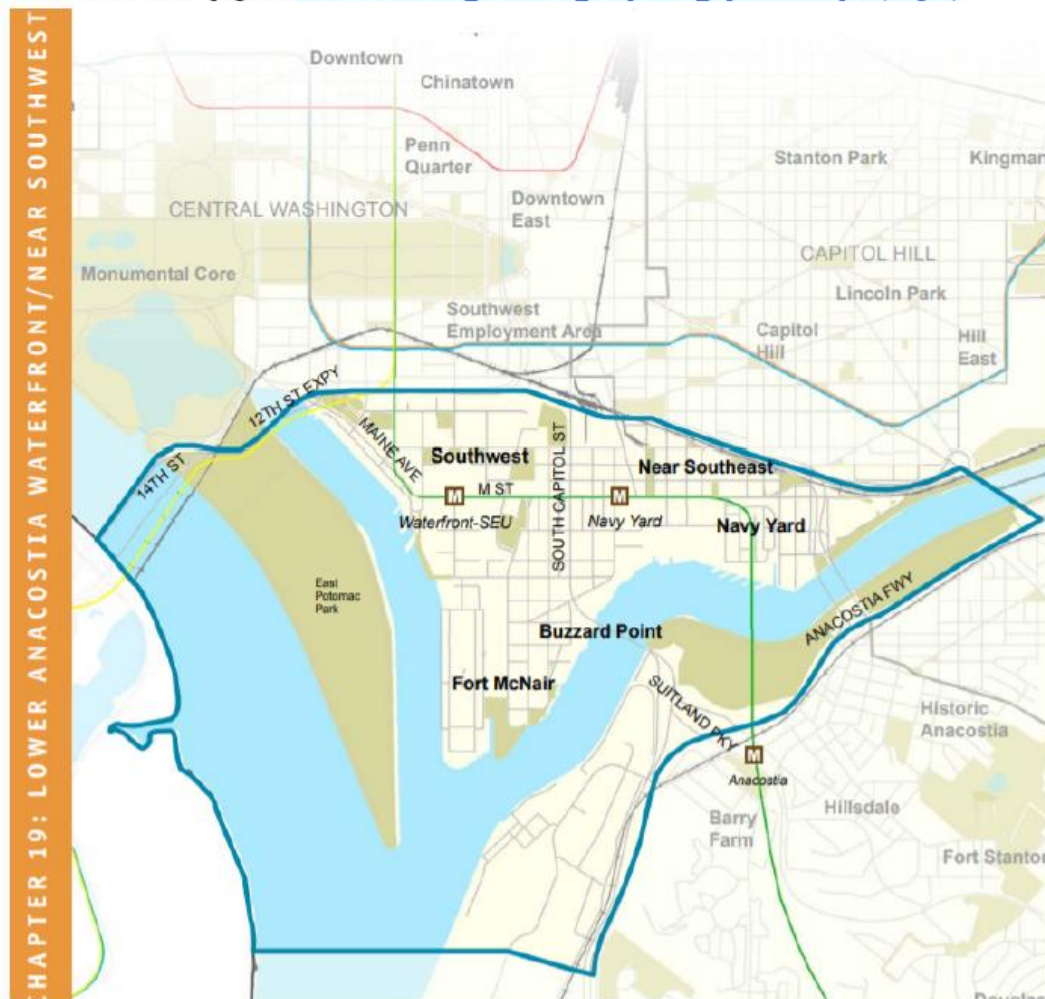 CHAPTER 19: LOWER ANACOSTIA WATERFRONT/NEAR SOUTHWEST
Downtown
Chinatown
Penn
Quarter
Stanton Park
Downtown
East
CENTRAL WASHINGTON
CAPITOL HILL
Monumental Core
Lincoln Park
Southwest
Employment Area
Capitol
Hill
Hill
East
12TH ST EXPY
14TH ST
MAINE AVE
Southwest
SOUTH CAPITOL ST
Near Southeast
M
M ST
M
Waterfront-SEU
Navy Yard
Navy Yard
East
Potomac
Park
ANACOSTIA FWY
Buzzard Point
Fort McNair
SUITLAND PKY
Historic
Anacostia
M
Anacostia
Hillsdale
Barry
Farm
Fort Stanton